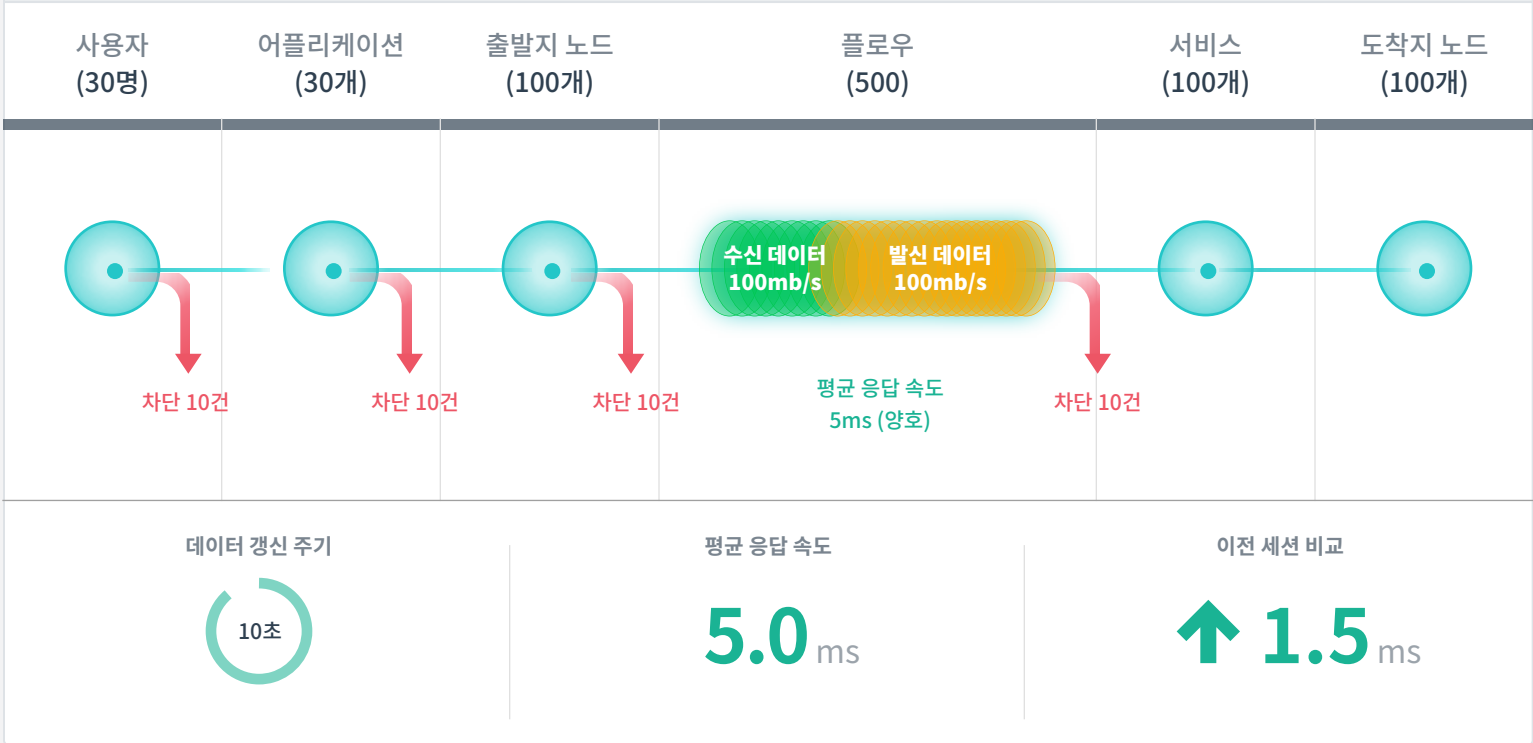 사용자
(30명)
어플리케이션
(30개)
출발지 노드
(100개)
플로우
(500)
서비스
(100개)
도착지 노드
(100개)
수신 데이터
100mb/s
발신 데이터
100mb/s
차단 10건
차단 10건
차단 10건
평균 응답 속도
5ms (양호)
차단 10건
데이터 갱신 주기
10초
평균 응답 속도
5.0 ms
이전 세션 비교
1.5 ms